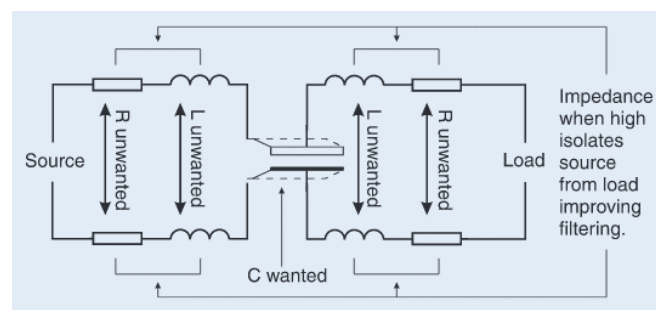 Source
R unwanted
L unwanted
C wanted
L unwanted
R unwanted
Load
Impedance
when high
isolates
source
from load
improving
filtering.